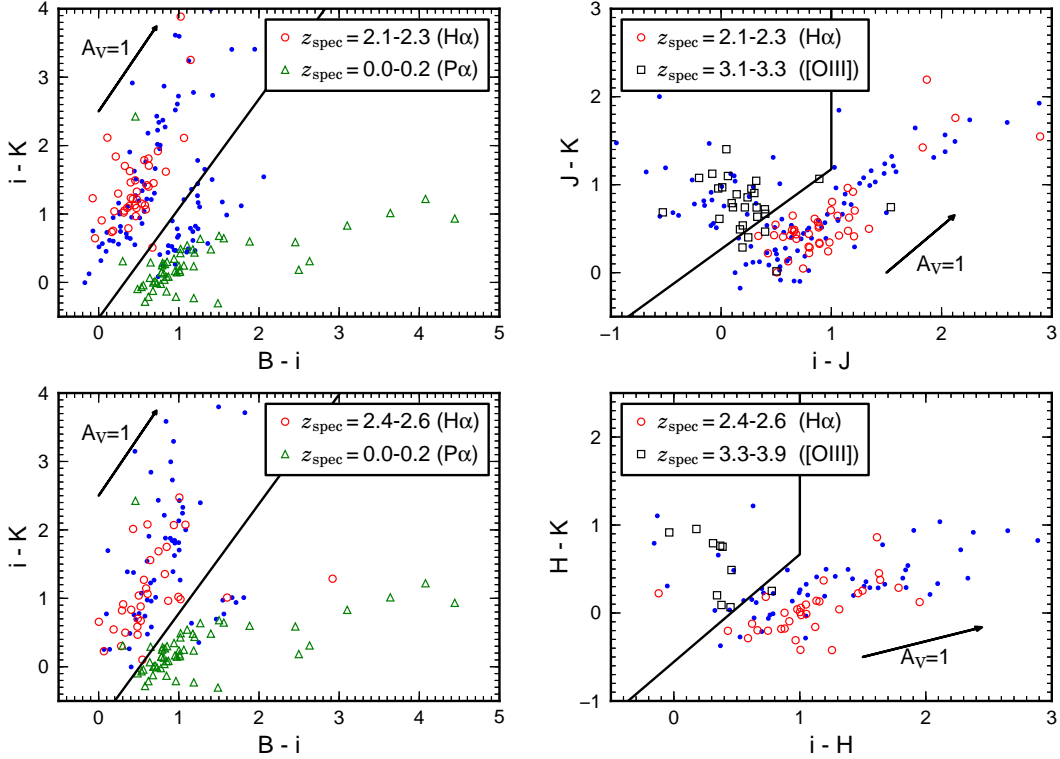 A_V=1
z_spec = 2.1-2.3 (Hα)
z_spec = 0.0-0.2 (Pα)
4
3
2
1
0
i - K
0 1 2 3 4 5
B - i
z_spec = 2.1-2.3 (Hα)
z_spec = 3.1-3.3 ([OIII])
A_V=1
3
2
1
0
J - K
−1 0 1 2 3
i - J
A_V=1
z_spec = 2.4-2.6 (Hα)
z_spec = 0.0-0.2 (Pα)
4
3
2
1
0
i - K
0 1 2 3 4 5
B - i
z_spec = 2.4-2.6 (Hα)
z_spec = 3.3-3.9 ([OIII])
A_V=1
2
1
0
−1
H - K
0 1 2 3
i - H